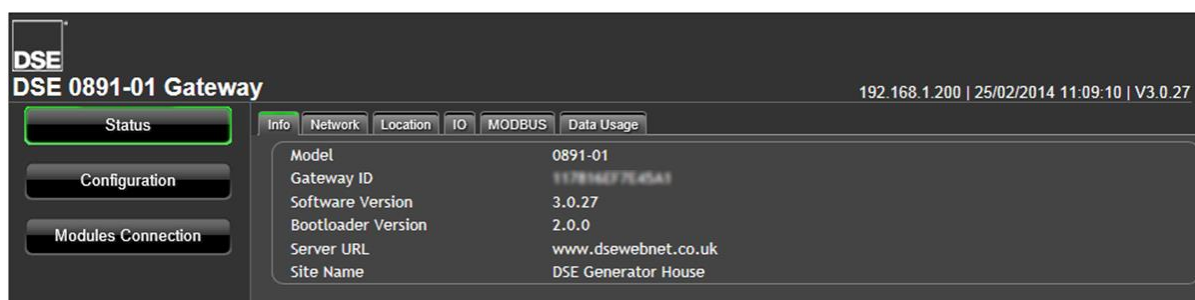 DSE
DSE 0891-01 Gateway
192.168.1.200 | 25/02/2014 11:09:10 | V3.0.27
Status
Configuration
Modules Connection
Info Network Location IO MODBUS Data Usage
Model 0891-01
Gateway ID
Software Version 3.0.27
Bootloader Version 2.0.0
Server URL www.dsewebnet.co.uk
Site Name DSE Generator House